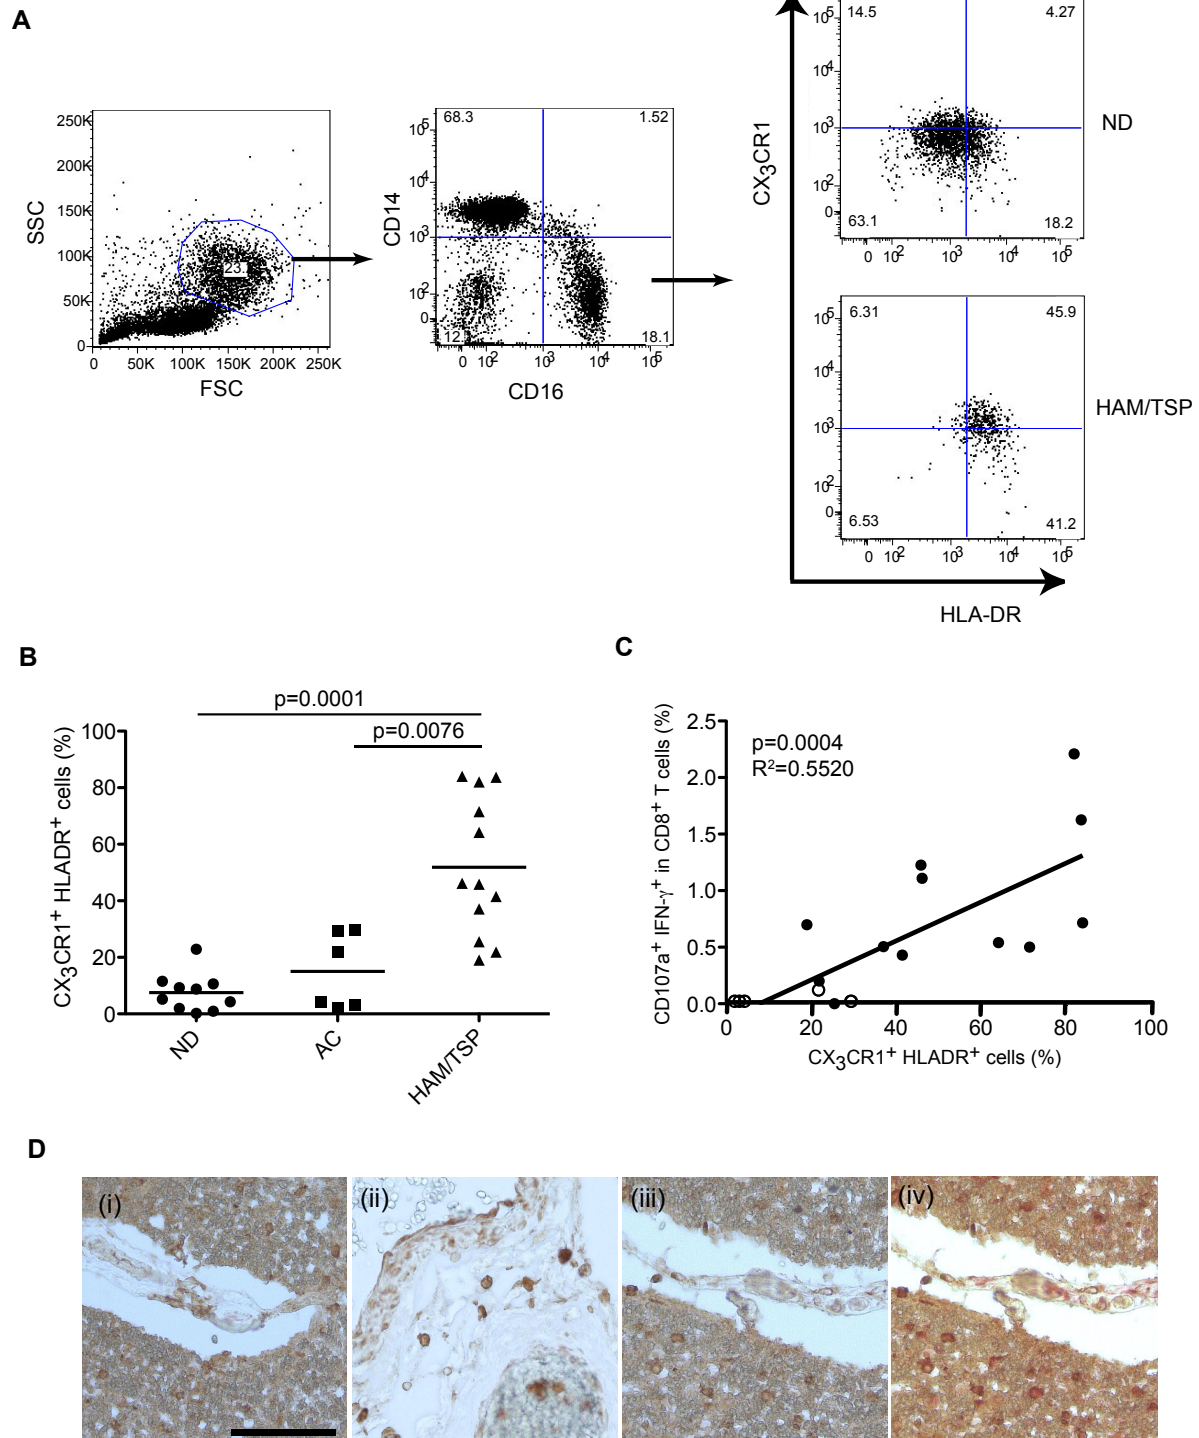 A
250K
200K
150K
100K
50K
0
SSC
0 50K 100K 150K 200K 250K
FSC
23.
68.3 1.52
12. 18.1
10^5
10^4
10^3
10^2
0
CD14
0 10^2 10^3 10^4 10^5
CD16
CX3CR1
14.5 4.27
63.1 18.2
10^5
10^4
10^3
10^2
0
0 10^2 10^3 10^4 10^5
ND
6.31 45.9
6.53 41.2
10^5
10^4
10^3
10^2
0
0 10^2 10^3 10^4 10^5
HAM/TSP
HLA-DR
B
p=0.0001
p=0.0076
CX3CR1+ HLADR+ cells (%)
100
80
60
40
20
0
ND AC HAM/TSP
C
CD107a+ IFN-γ+ in CD8+ T cells (%)
2.5
2.0
1.5
1.0
0.5
0.0
p=0.0004
R²=0.5520
0 20 40 60 80 100
CX3CR1+ HLADR+ cells (%)
D
(i) (ii) (iii) (iv)